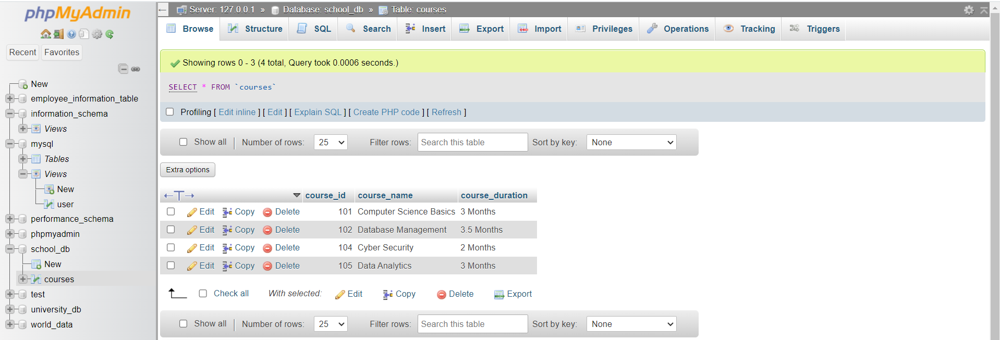 phpMyAdmin
Recent Favorites
New
employee_information_table
information_schema
Views
mysql
Tables
Views
New
user
performance_schema
phpmyadmin
school_db
New
courses
test
university_db
world_data
Server: 127.0.0.1 » Database: school_db » Table: courses
Browse Structure SQL Search Insert Export Import Privileges Operations Tracking Triggers
Showing rows 0 - 3 (4 total, Query took 0.0006 seconds.)
SELECT * FROM `courses`
Profiling [ Edit inline ] [ Edit ] [ Explain SQL ] [ Create PHP code ] [ Refresh ]
Show all | Number of rows: 25 Filter rows: Search this table Sort by key: None
Extra options
course_id course_name course_duration
Edit Copy Delete 101 Computer Science Basics 3 Months
Edit Copy Delete 102 Database Management 3.5 Months
Edit Copy Delete 104 Cyber Security 2 Months
Edit Copy Delete 105 Data Analytics 3 Months
Check all With selected: Edit Copy Delete Export
Show all | Number of rows: 25 Filter rows: Search this table Sort by key: None